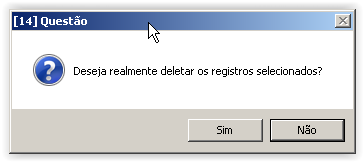 [14] Questão
Deseja realmente deletar os registros selecionados?
Sim
Não